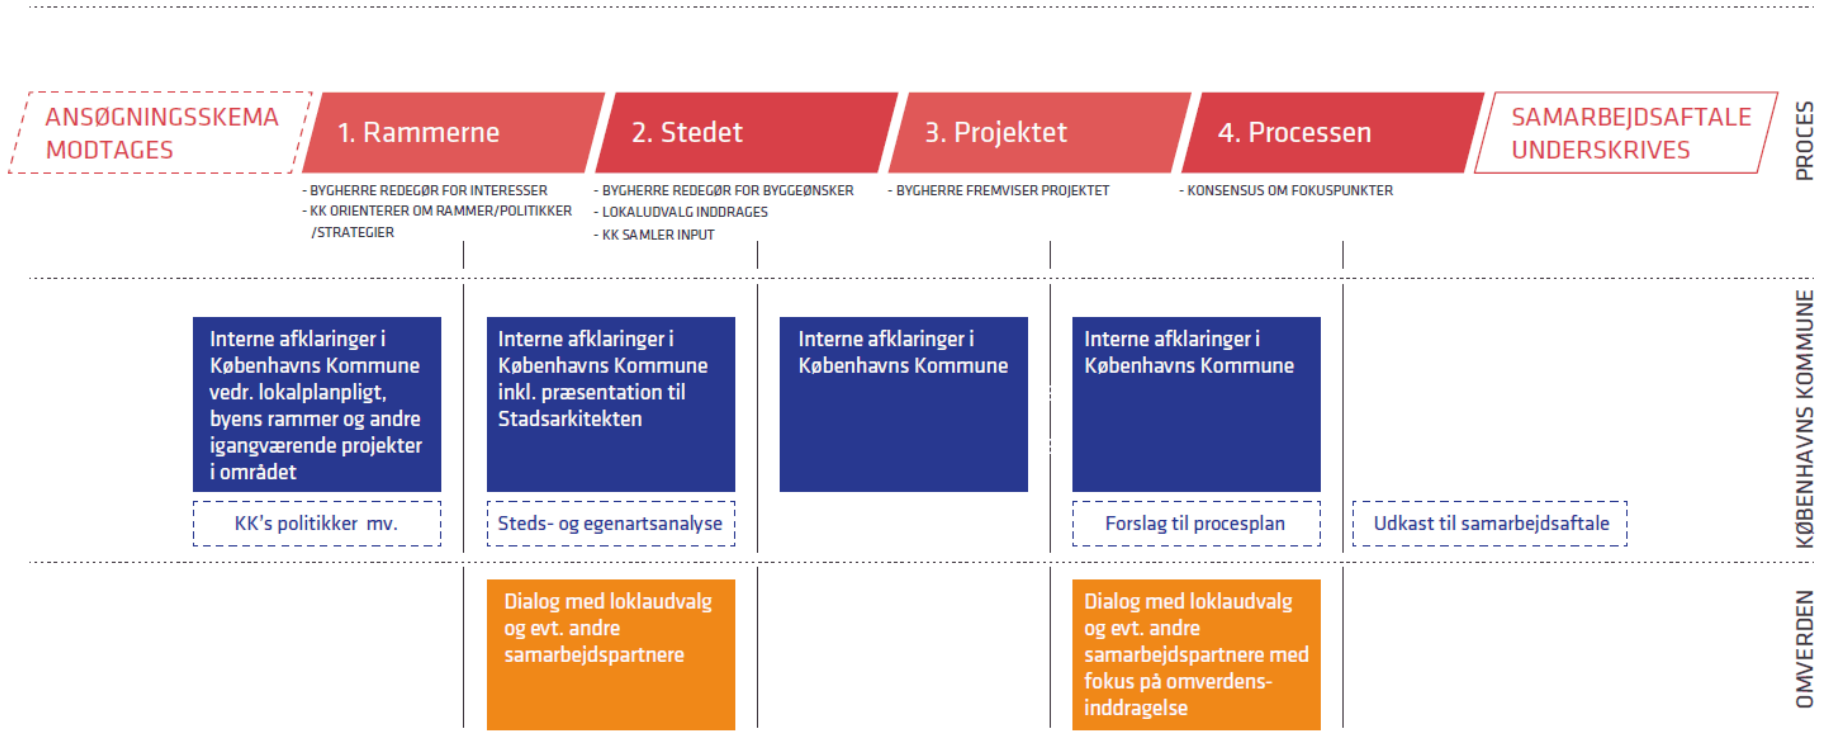 ANSØGNINGSSKEMA
MODTAGES
1. Rammerne
2. Stedet
3. Projektet
4. Processen
SAMARBEJDSAFTALE
UNDERSKRIVES
PROCES
- BYGHERRE REDEGØR FOR INTERESSER
- KK ORIENTERER OM RAMMER/POLITIKKER
/STRATEGIER
- BYGHERRE REDEGØR FOR BYGGEØNSKER
- LOKALUDVALG INDDRAGES
- KK SAMLER INPUT
- BYGHERRE FREMVISER PROJEKTET
- KONSENSUS OM FOKUSPUNKTER
Interne afklaringer i
Københavns Kommune
vedr. lokalplanpligt,
byens rammer og andre
igangværende projekter
i området
Interne afklaringer i
Københavns Kommune
inkl. præsentation til
Stadsarkitekten
Interne afklaringer i
Københavns Kommune
Interne afklaringer i
Københavns Kommune
KØBENHAVNS KOMMUNE
KK's politikker mv.
Steds- og egenartsanalyse
Forslag til procesplan
Udkast til samarbejdsaftale
Dialog med loklaudvalg
og evt. andre
samarbejdspartnere
Dialog med loklaudvalg
og evt. andre
samarbejdspartnere med
fokus på omverdens-
inddragelse
OMVERDEN